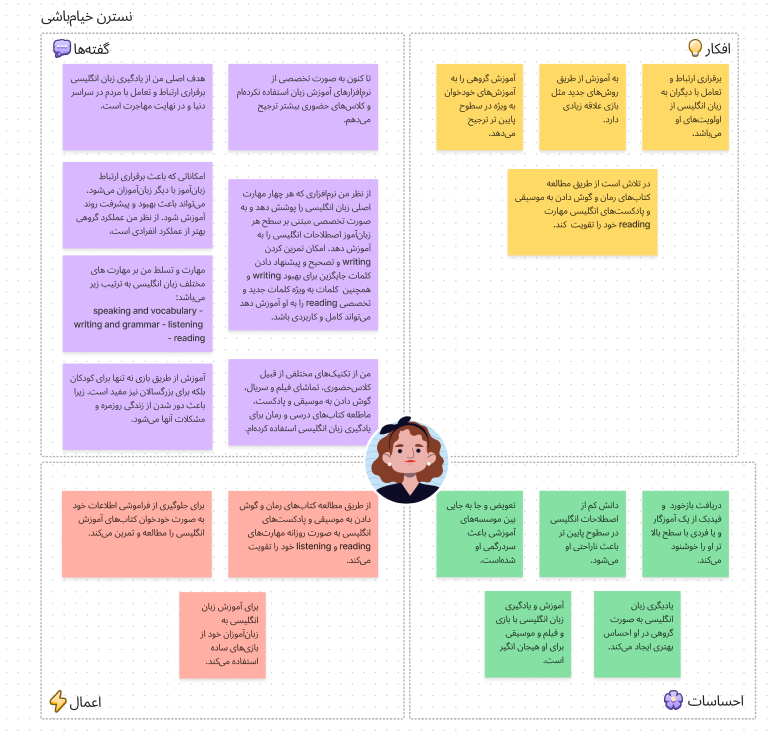 نسترن خیام‌باشی
افکار
برقراری ارتباط و
تعامل با دیگران به
زبان انگلیسی از
اولویت‌های او
می‌باشد.
به آموزش از طریق
روش‌های جدید مثل
بازی علاقه زیادی
دارد.
آموزش گروهی را به
آموزش‌های خودخوان
به ویژه در سطوح
پایین تر ترجیح
می‌دهد.
در تلاش است از طریق مطالعه
کتاب‌های رمان و گوش دادن به موسیقی
و پادکست‌های انگلیسی مهارت
reading خود را تقویت کند.
گفته‌ها
تا کنون به صورت تخصصی از
نرم‌افزارهای آموزش زبان استفاده نکرده‌ام
و کلاس‌های حضوری بیشتر ترجیح
می‌دهم.
هدف اصلی من از یادگیری زبان انگلیسی
برقراری ارتباط و تعامل با مردم در سراسر
دنیا و در نهایت مهاجرت است.
از نظر من نرم‌افزاری که هر چهار مهارت
اصلی زبان انگلیسی را پوشش دهد و به
صورت تخصصی مبتنی بر سطح هر
زبان‌آموز اصطلاحات انگلیسی را به
آموزش دهد. امکان تمرین کردن
writing و تصحیح و پیشنهاد دادن
کلمات جایگزین برای بهبود writing و
همچنین کلمات به ویژه کلمات جدید و
تخصصی reading را به او آموزش دهد
می‌تواند کامل و کاربردی باشد.
امکاناتی که باعث برقراری ارتباط
زبان‌آموز با دیگر زبان‌آموزان می‌شود.
می‌تواند باعث بهبود و پیشرفت روند
آموزش شود. از نظر من عملکرد گروهی
بهتر از عملکرد انفرادی است.
مهارت و تسلط من بر مهارت های
مختلف زبان انگلیسی به ترتیب زیر
می‌باشد:
speaking and vocabulary -
writing and grammar - listening
- reading
من از تکنیک‌های مختلفی از قبیل
کلاس‌حضوری، تماشای فیلم و سریال،
گوش دادن به موسیقی و پادکست،
ماطلعه کتاب‌های درسی و رمان برای
یادگیری زبان انگلیسی استفاده کرده‌ام.
آموزش از طریق بازی نه تنها برای کودکان
بلکه برای بزرگسالان نیز مفید است. زیرا
باعث دور شدن از زندگی روزمره و
مشکلات آنها می‌شود.
دریافت بازخورد و
فیدبک از یک آموزگار
و یا فردی با سطح بالا
تر او را خوشنود
می‌کند.
دانش کم از
اصطلاحات انگلیسی
در سطوح پایین تر
باعث ناراحتی او
می‌شود.
تعویض و جا به جایی
بین موسسه‌های
آموزشی باعث
سردرگمی او
شده‌است.
یادیگری زبان
انگلیسی به صورت
گروهی در او احساس
بهتری ایجاد می‌کند.
آموزش و یادگیری
زبان انگلیسی با بازی
و فیلم و موسیقی
برای او هیجان انگیر
است.
احساسات
از طریق مطالعه کتاب‌های رمان و گوش
دادن به موسیقی و پادکست‌های
انگلیسی به صورت روزانه مهارت‌های
reading و listening خود را تقویت
می‌کند.
برای جلوگیری از فراموشی اطلاعات خود
به صورت خودخوان کتاب‌های آموزش
انگلیسی را مطالعه و تمرین می‌کند.
برای آموزش زبان
انگلیسی به
زبان‌آموزان خود از
بازی‌های ساده
استفاده می‌کند.
اعمال